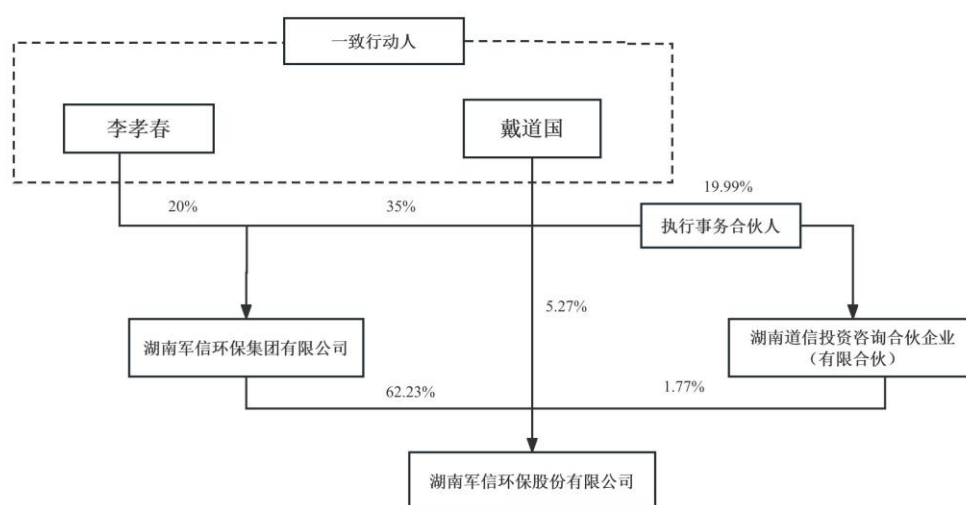 一致行动人
李孝春
戴道国
19.99%
20%
35%
执行事务合伙人
5.27%
湖南军信环保集团有限公司
湖南道信投资咨询合伙企业
（有限合伙）
62.23%
1.77%
湖南军信环保股份有限公司